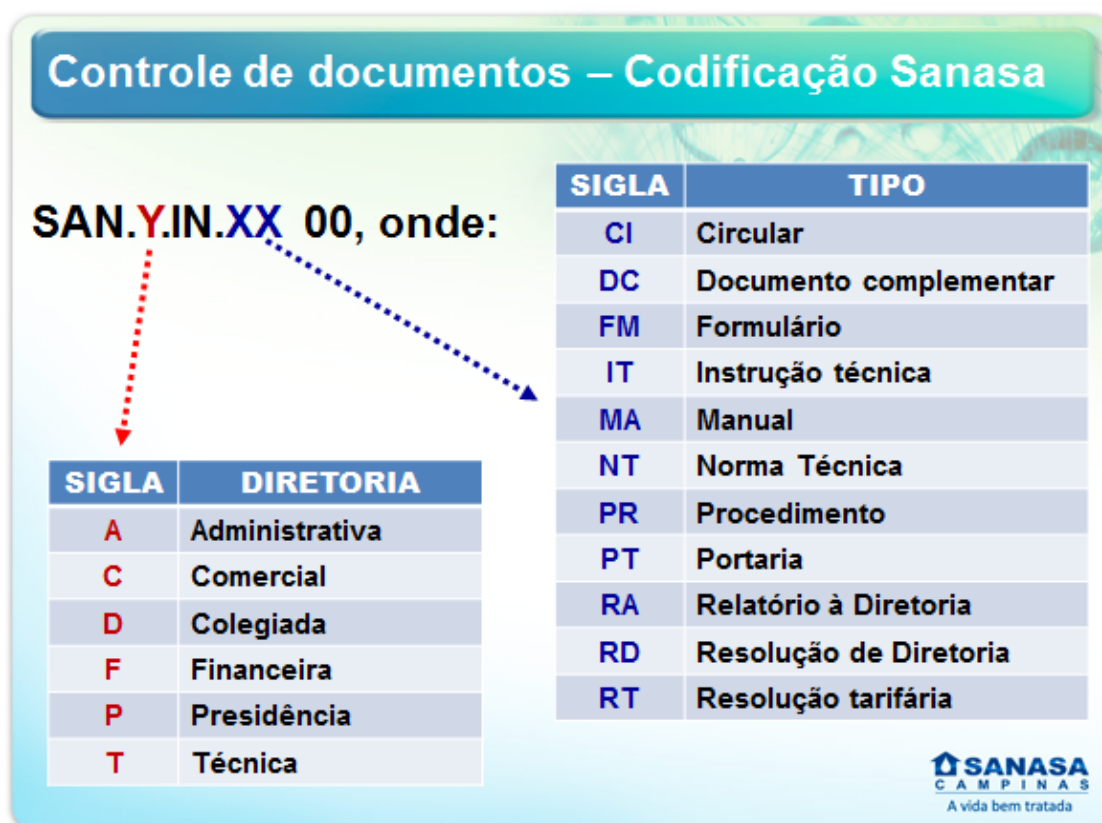 Controle de documentos – Codificação Sanasa
SAN.Y.IN.XX 00, onde:
SIGLA DIRETORIA
A Administrativa
C Comercial
D Colegiada
F Financeira
P Presidência
T Técnica
SIGLA TIPO
CI Circular
DC Documento complementar
FM Formulário
IT Instrução técnica
MA Manual
NT Norma Técnica
PR Procedimento
PT Portaria
RA Relatório à Diretoria
RD Resolução de Diretoria
RT Resolução tarifária
SANASA
CAMPINAS
A vida bem tratada